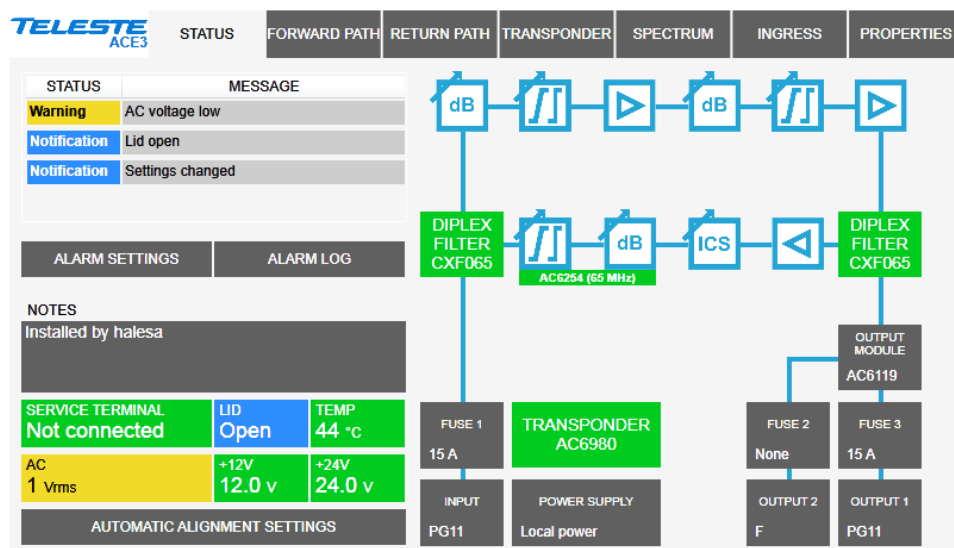 TELESTE
ACE3
STATUS
FORWARD PATH
RETURN PATH
TRANSPONDER
SPECTRUM
INGRESS
PROPERTIES
STATUS MESSAGE
Warning AC voltage low
Notification Lid open
Notification Settings changed
ALARM SETTINGS
ALARM LOG
NOTES
Installed by halesa
SERVICE TERMINAL
Not connected
LID
Open
TEMP
44 °C
AC
1 Vrms
+12V
12.0 V
+24V
24.0 V
AUTOMATIC ALIGNMENT SETTINGS
dB
dB
DIPLEX
FILTER
CXF065
dB
ICS
AC6254 (65 MHz)
DIPLEX
FILTER
CXF065
OUTPUT
MODULE
AC6119
FUSE 1
15 A
TRANSPONDER
AC6980
FUSE 2
None
FUSE 3
15 A
INPUT
PG11
POWER SUPPLY
Local power
OUTPUT 2
F
OUTPUT 1
PG11